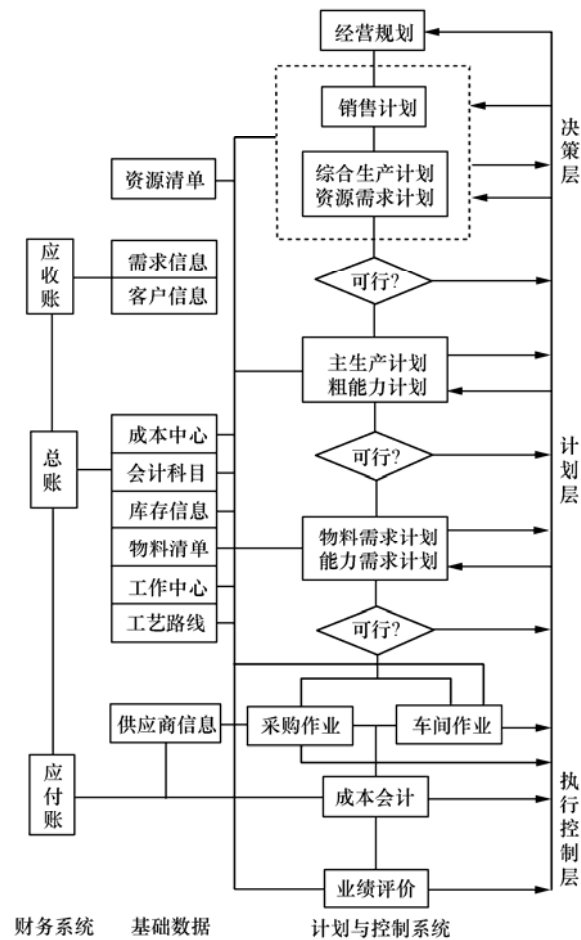 经营规划
销售计划
综合生产计划
资源需求计划
决策层
资源清单
应收账
需求信息
客户信息
可行?
主生产计划
粗能力计划
总账
成本中心
会计科目
库存信息
物料清单
工作中心
工艺路线
可行?
计划层
物料需求计划
能力需求计划
可行?
供应商信息
采购作业
车间作业
应付账
成本会计
执行控制层
业绩评价
财务系统
基础数据
计划与控制系统